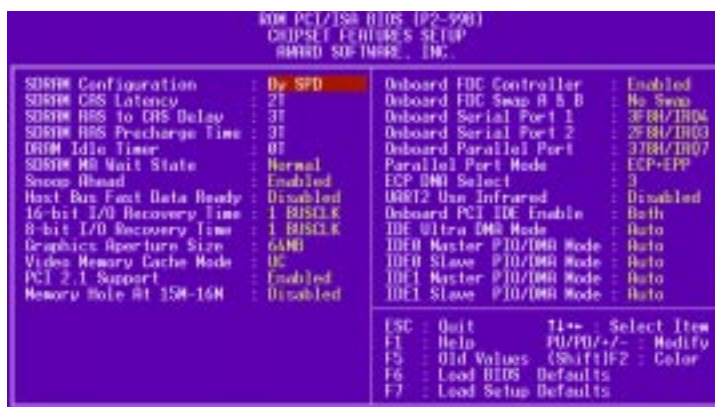 ROM PCI/ISA BIOS (P2-99B)
CHIPSET FEATURES SETUP
AWARD SOFTWARE, INC.
SDRAM Configuration : By SPD
SDRAM CAS Latency : 2T
SDRAM RAS to CAS Delay : 3T
SDRAM RAS Precharge Time : 3T
DRAM Idle Timer : 0T
SDRAM MA Wait State : Normal
Snoop Ahead : Enabled
Host Bus Fast Data Ready : Disabled
16-bit I/O Recovery Time : 1 BUSCLK
8-bit I/O Recovery Time : 1 BUSCLK
Graphics Aperture Size : 64MB
Video Memory Cache Mode : UC
PCI 2.1 Support : Enabled
Memory Hole At 15M-16M : Disabled
Onboard FDC Controller : Enabled
Onboard FDC Swap A & B : No Swap
Onboard Serial Port 1 : 3F8H/IRQ4
Onboard Serial Port 2 : 2F8H/IRQ3
Onboard Parallel Port : 378H/IRQ7
Parallel Port Mode : ECP+EPP
ECP DMA Select : 3
UART2 Use Infrared : Disabled
Onboard PCI IDE Enable : Both
IDE Ultra DMA Mode : Auto
IDE0 Master PIO/DMA Mode : Auto
IDE0 Slave PIO/DMA Mode : Auto
IDE1 Master PIO/DMA Mode : Auto
IDE1 Slave PIO/DMA Mode : Auto
ESC : Quit ↑↓→← : Select Item
F1 : Help PU/PD/+/- : Modify
F5 : Old Values (Shift)F2 : Color
F6 : Load BIOS Defaults
F7 : Load Setup Defaults